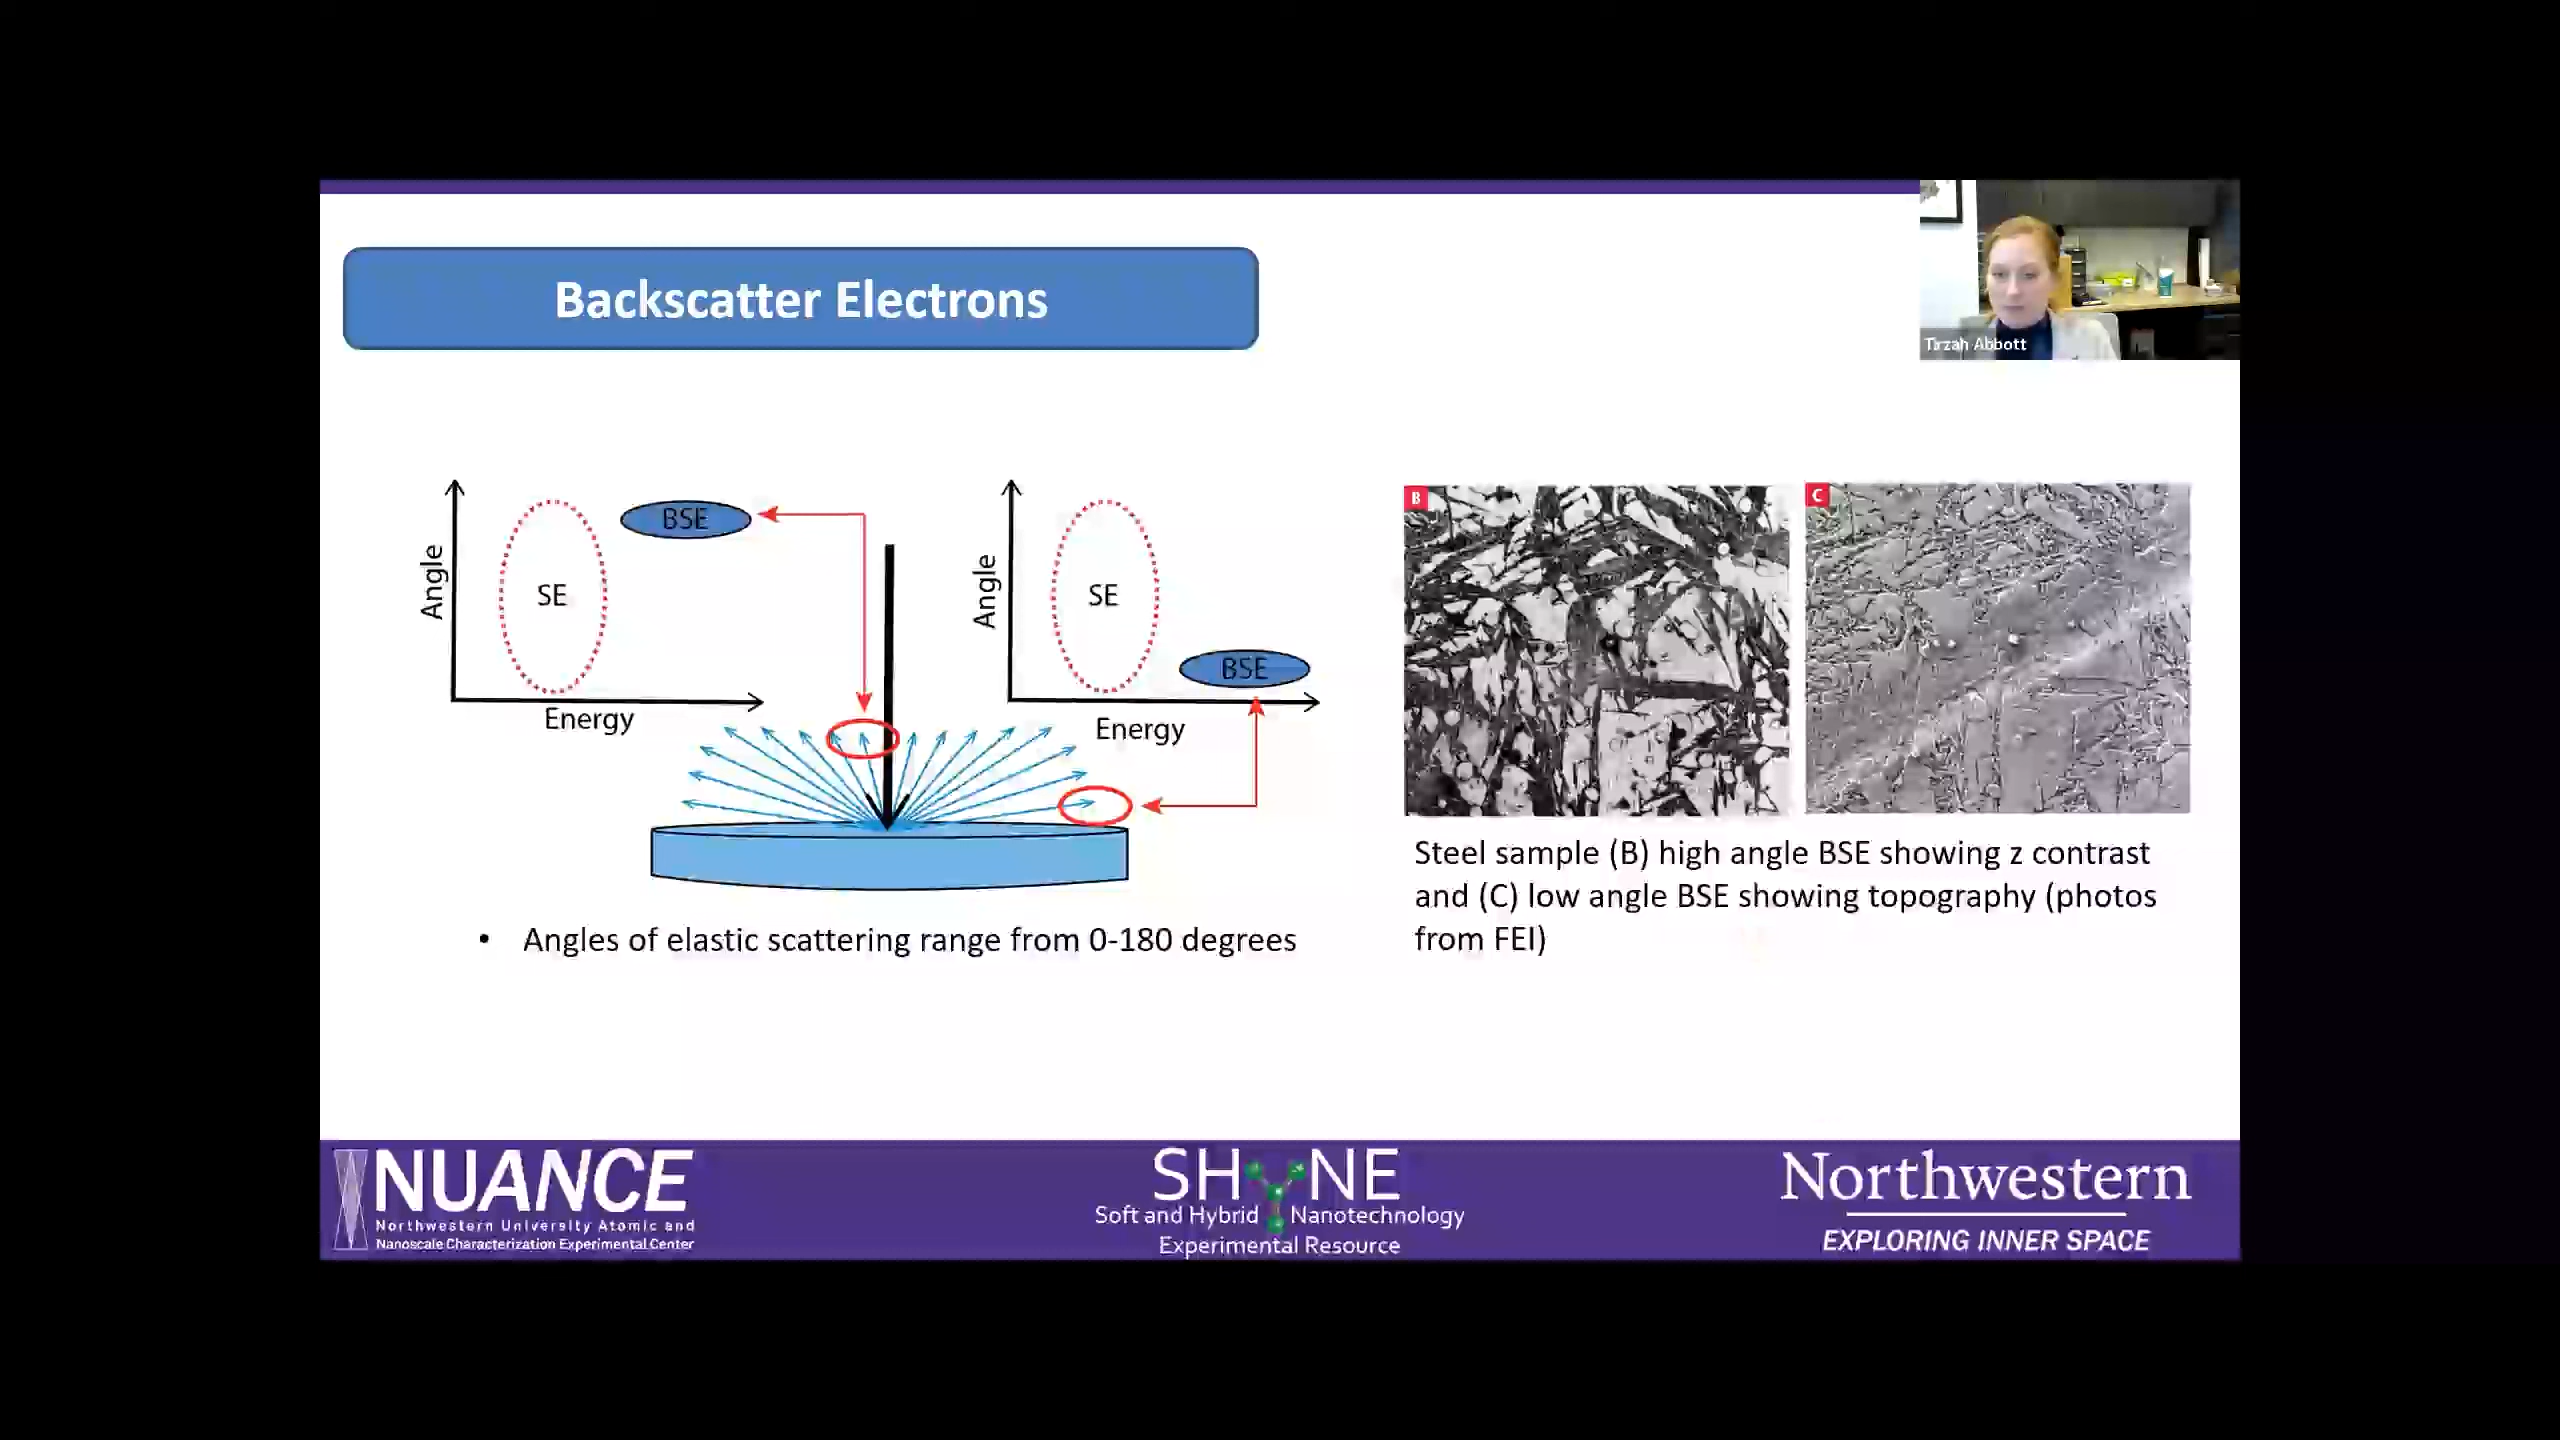 Backscatter Electrons
Tirzah Abbott
Angle
SE
BSE
Energy
Angle
SE
BSE
Energy
B
C
Steel sample (B) high angle BSE showing z contrast
and (C) low angle BSE showing topography (photos
from FEI)
• Angles of elastic scattering range from 0-180 degrees
NUANCE
Northwestern University Atomic and
Nanoscale Characterization Experimental Center
SHYNE
Soft and Hybrid Nanotechnology
Experimental Resource
Northwestern
EXPLORING INNER SPACE